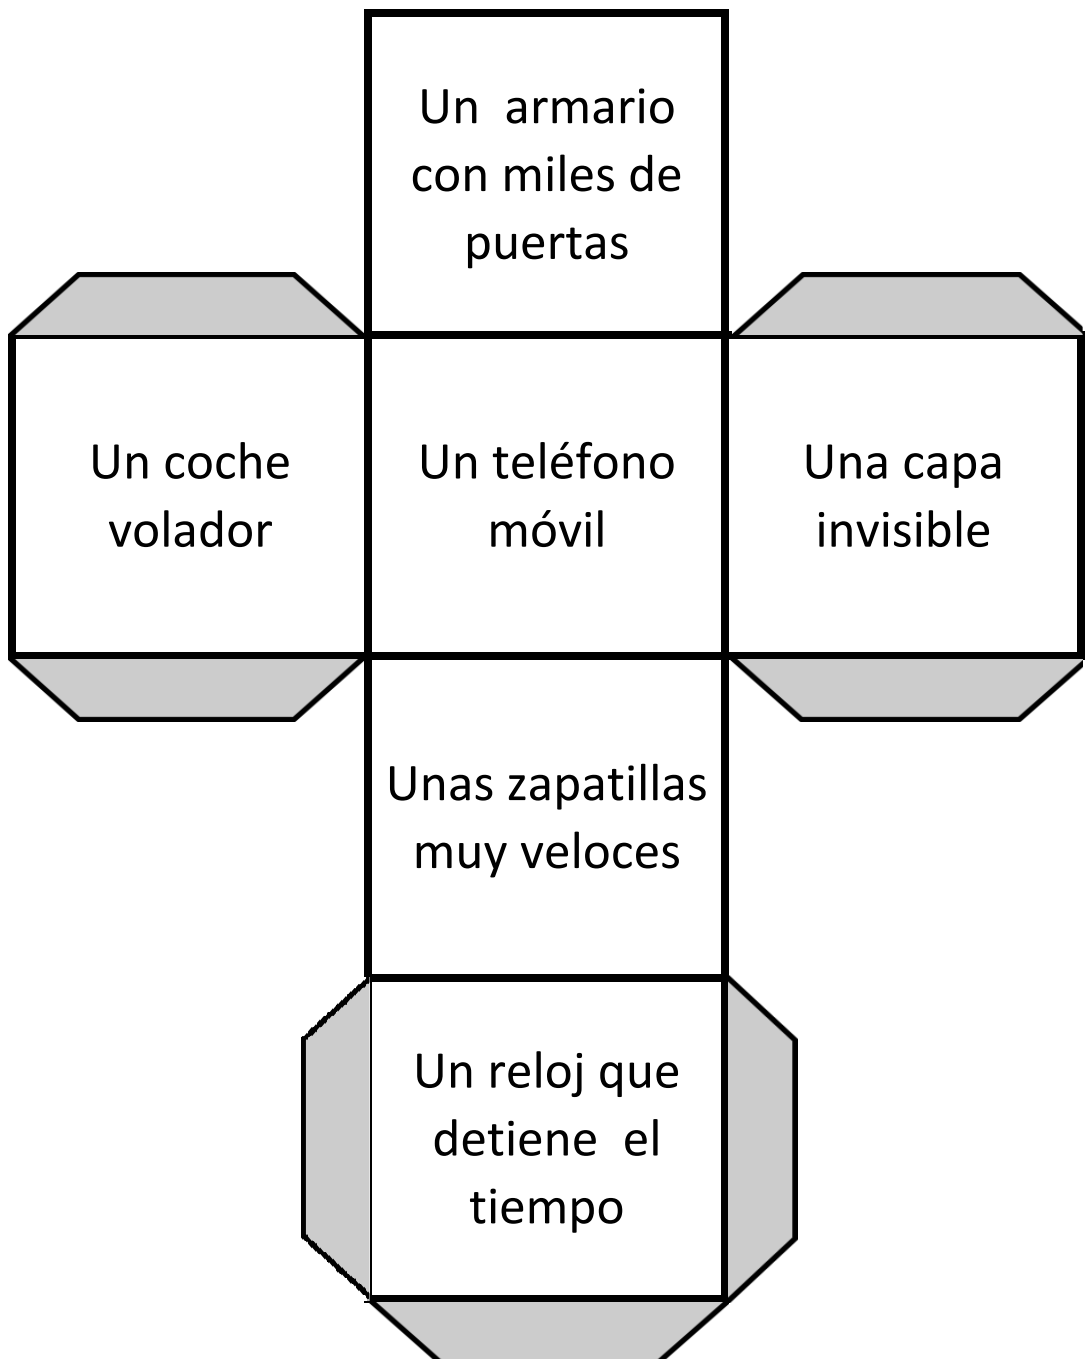 Un  armario
con miles de
puertas
Un coche
volador
Un teléfono
móvil
Una capa
invisible
Unas zapatillas
muy veloces
Un reloj que
detiene  el
tiempo